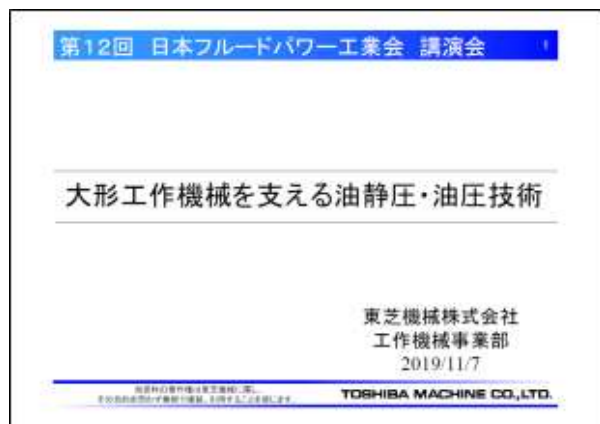 第12回 日本フルードパワー工業会 講演会 1
大形工作機械を支える油静圧・油圧技術
東芝機械株式会社
工作機械事業部
2019/11/7
TOSHIBA MACHINE CO.,LTD.